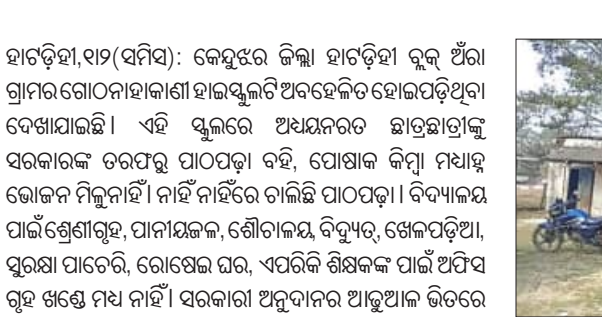 ହାଟଡ଼ିହୀ,୧ା୨(ସମିସ): କେନ୍ଦୁଝର ଜିଲ୍ଲା ହାଟଡ଼ିହୀ ବ୍ଲକ୍ ଅଁରା
ଗ୍ରାମର ଗୋଠନାହାକାଣୀ ହାଇସ୍କୁଲଟି ଅବହେଳିତ ହୋଇପଡ଼ିଥିବା
ଦେଖାଯାଇଛି। ଏହି ସ୍କୁଲରେ ଅଧ୍ୟୟନରତ ଛାତ୍ରଛାତ୍ରୀଙ୍କୁ
ସରକାରଙ୍କ ତରଫରୁ ପାଠପଢ଼ା ବହି, ପୋଷାକ କିମ୍ବା ମଧ୍ୟାହ୍ନ
ଭୋଜନ ମିଳୁନାହିଁ। ନାହିଁ ନାହିଁରେ ଚାଲିଛି ପାଠପଢ଼ା। ବିଦ୍ୟାଳୟ
ପାଇଁ ଶ୍ରେଣୀଗୃହ, ପାନୀୟଜଳ, ଶୌଚାଳୟ, ବିଦ୍ୟୁତ୍, ଖେଳପଡ଼ିଆ,
ସୁରକ୍ଷା ପାଚେରି, ରୋଷେଇ ଘର, ଏପରିକି ଶିକ୍ଷକଙ୍କ ପାଇଁ ଅଫିସ
ଗୃହ ଖଣ୍ଡେ ମଧ୍ୟ ନାହିଁ। ସରକାରୀ ଅନୁଦାନର ଆଢୁଆଳ ଭିତରେ